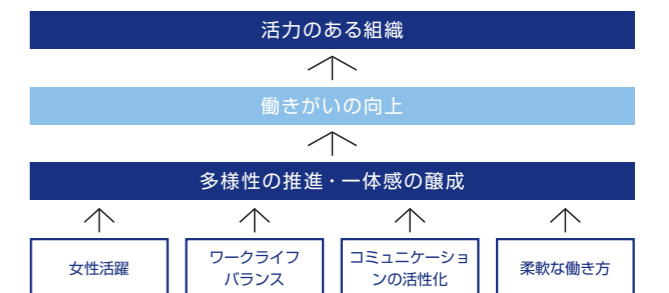 活力のある組織
働きがいの向上
多様性の推進・一体感の醸成
女性活躍
ワークライフ
バランス
コミュニケーショ
ンの活性化
柔軟な働き方